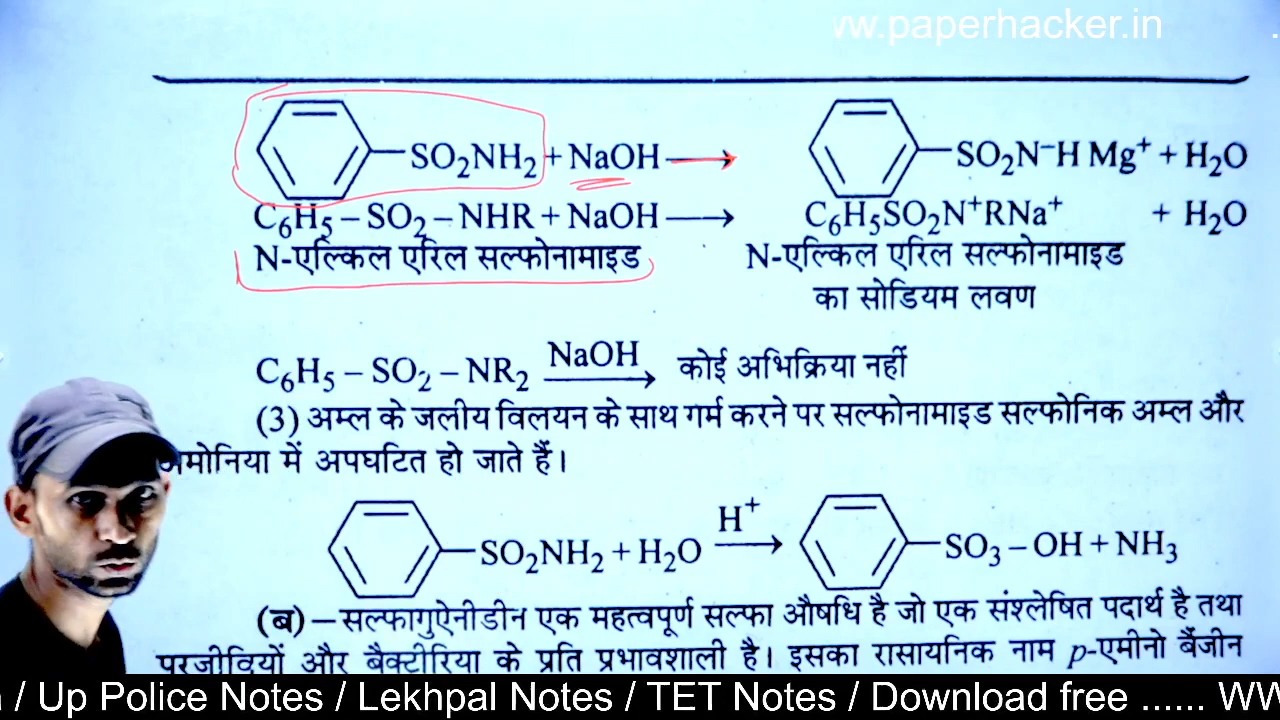 ww.paperhacker.in
SO₂NH₂ + NaOH ⟶ SO₂N⁻H Mg⁺ + H₂O
C₆H₅ – SO₂ – NHR + NaOH ⟶ C₆H₅SO₂N⁺RNa⁺ + H₂O
N-एल्किल एरिल सल्फोनामाइड N-एल्किल एरिल सल्फोनामाइड
का सोडियम लवण
C₆H₅ – SO₂ – NR₂ NaOH ⟶ कोई अभिक्रिया नहीं
(3) अम्ल के जलीय विलयन के साथ गर्म करने पर सल्फोनामाइड सल्फोनिक अम्ल और
अमोनिया में अपघटित हो जाते हैं।
SO₂NH₂ + H₂O H⁺ ⟶ SO₃ – OH + NH₃
(ब) – सल्फागुऐनीडीन एक महत्वपूर्ण सल्फा औषधि है जो एक संश्लेषित पदार्थ है तथा
परजीवियों और बैक्टीरिया के प्रति प्रभावशाली है। इसका रासायनिक नाम p-एमीनो बैंजीन
/ Up Police Notes / Lekhpal Notes / TET Notes / Download free ...... WW